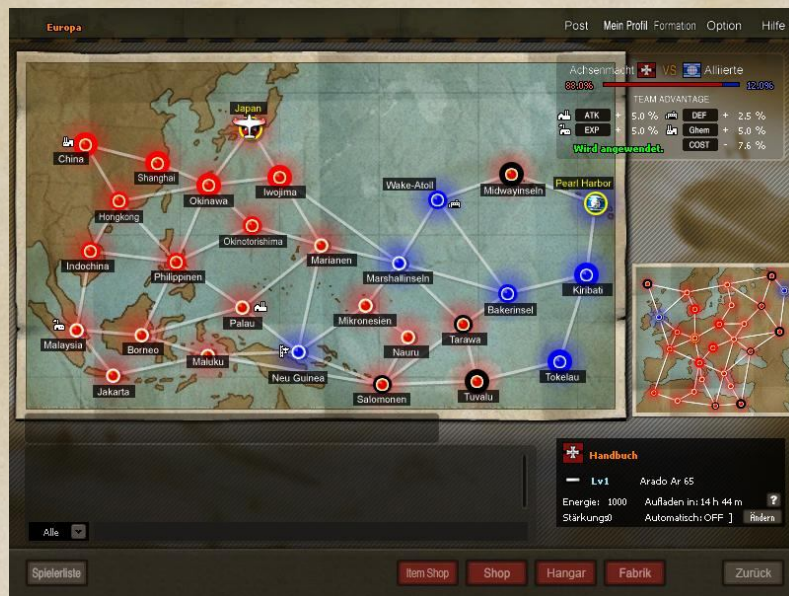 Europa
Post Mein Profil Formation Option Hilfe
Achsenmacht VS Alliierte
88.0% 12.0%
TEAM ADVANTAGE
ATK + 5.0 % DEF + 2.5 %
EXP + 5.0 % Ghem + 5.0 %
Wird angewendet. COST - 7.6 %
Japan
China
Shanghai
Okinawa
Iwojima
Wake-Atoll
Midwayinseln
Pearl Harbor
Hongkong
Okinotorishima
Marianen
Indochina
Philippinen
Marshallinseln
Kiribati
Bakerinsel
Palau
Mikronesien
Malaysia
Borneo
Maluku
Nauru
Tarawa
Neu Guinea
Tokelau
Jakarta
Salomonen
Tuvalu
Handbuch
Lv1 Arado Ar 65
Energie: 1000 Aufladen in: 14 h 44 m ?
Stärkungs0 Automatisch: OFF ] Ändern
Alle
Spielerliste Item Shop Shop Hangar Fabrik Zurück